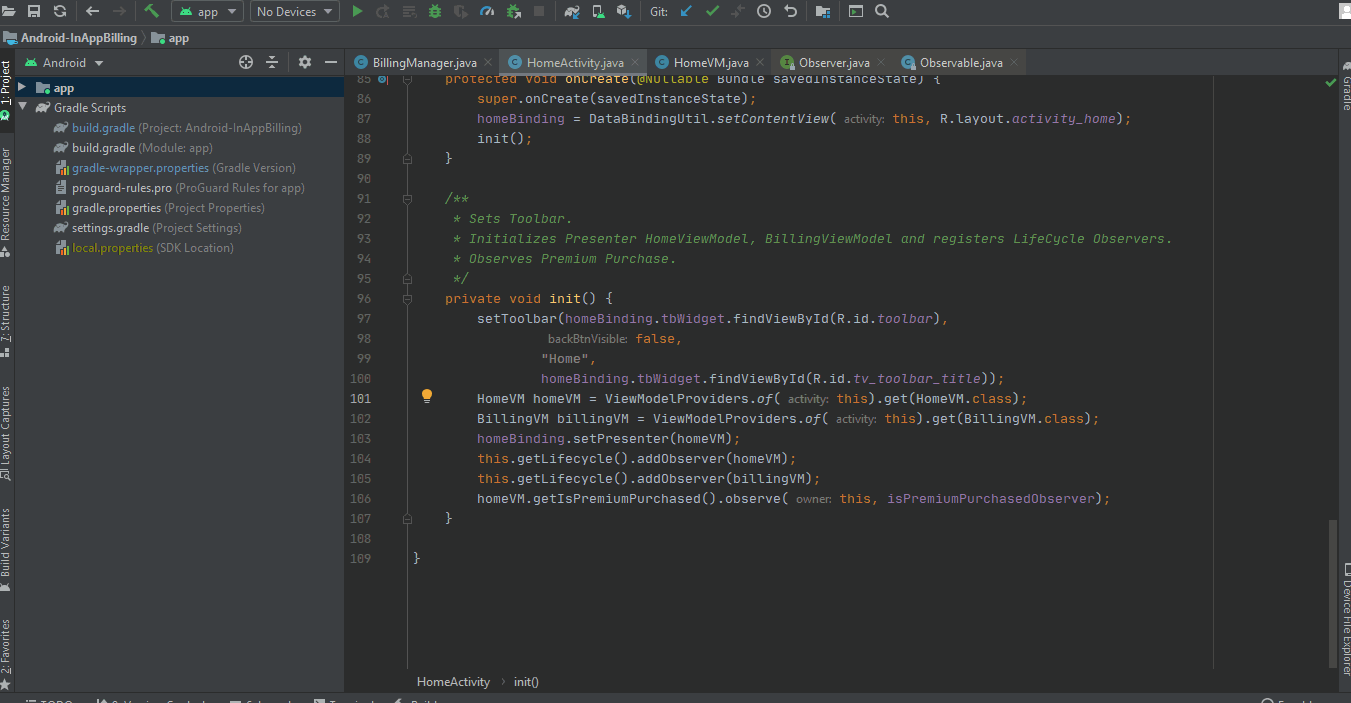 app
No Devices
Git:
Android-InAppBilling
app
Android
BillingManager.java
HomeActivity.java
HomeVM.java
Observer.java
Observable.java
1: Project
Resource Manager
7: Structure
Layout Captures
Build Variants
2: Favorites
app
Gradle Scripts
build.gradle (Project: Android-InAppBilling)
build.gradle (Module: app)
gradle-wrapper.properties (Gradle Version)
proguard-rules.pro (ProGuard Rules for app)
gradle.properties (Project Properties)
settings.gradle (Project Settings)
local.properties (SDK Location)
85 protected void onCreate(@Nullable Bundle savedInstanceState) {
86 super.onCreate(savedInstanceState);
87 homeBinding = DataBindingUtil.setContentView( activity: this, R.layout.activity_home);
88 init();
89 }
90
91 /**
92 * Sets Toolbar.
93 * Initializes Presenter HomeViewModel, BillingViewModel and registers LifeCycle Observers.
94 * Observes Premium Purchase.
95 */
96 private void init() {
97 setToolbar(homeBinding.tbWidget.findViewById(R.id.toolbar),
98 backBtnVisible: false,
99 "Home",
100 homeBinding.tbWidget.findViewById(R.id.tv_toolbar_title));
101 HomeVM homeVM = ViewModelProviders.of( activity: this).get(HomeVM.class);
102 BillingVM billingVM = ViewModelProviders.of( activity: this).get(BillingVM.class);
103 homeBinding.setPresenter(homeVM);
104 this.getLifecycle().addObserver(homeVM);
105 this.getLifecycle().addObserver(billingVM);
106 homeVM.getIsPremiumPurchased().observe( owner: this, isPremiumPurchasedObserver);
107 }
108
109 }
Gradle
Device File Explorer
HomeActivity
init()